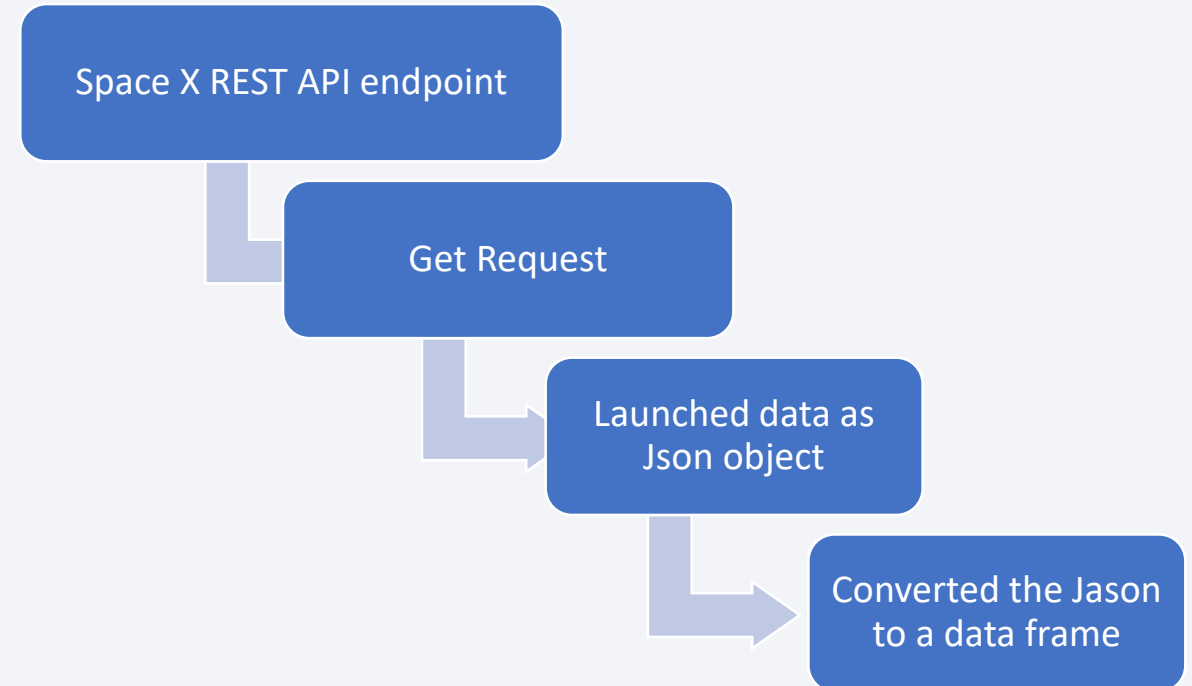 Space X REST API endpoint
Get Request
Launched data as
Json object
Converted the Jason
to a data frame